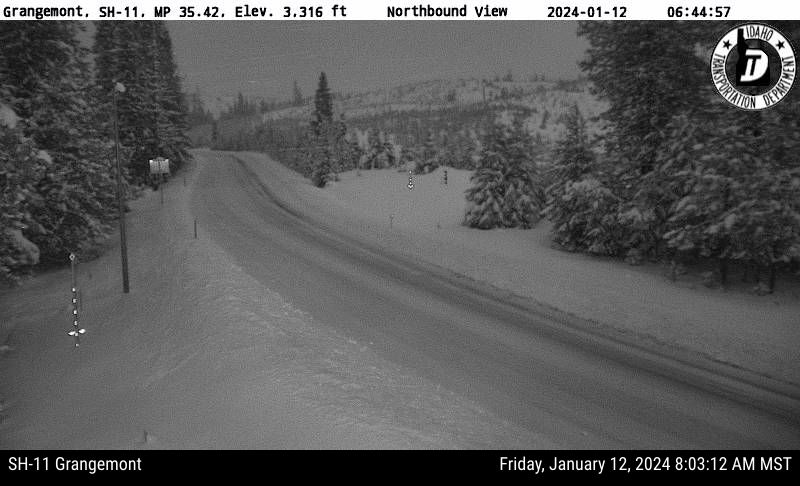 Grangemont, SH-11, MP 35.42, Elev. 3,316 ft Northbound View 2024-01-12 06:44:57
IDAHO
TRANSPORTATION DEPARTMENT
SH-11 Grangemont Friday, January 12, 2024 8:03:12 AM MST